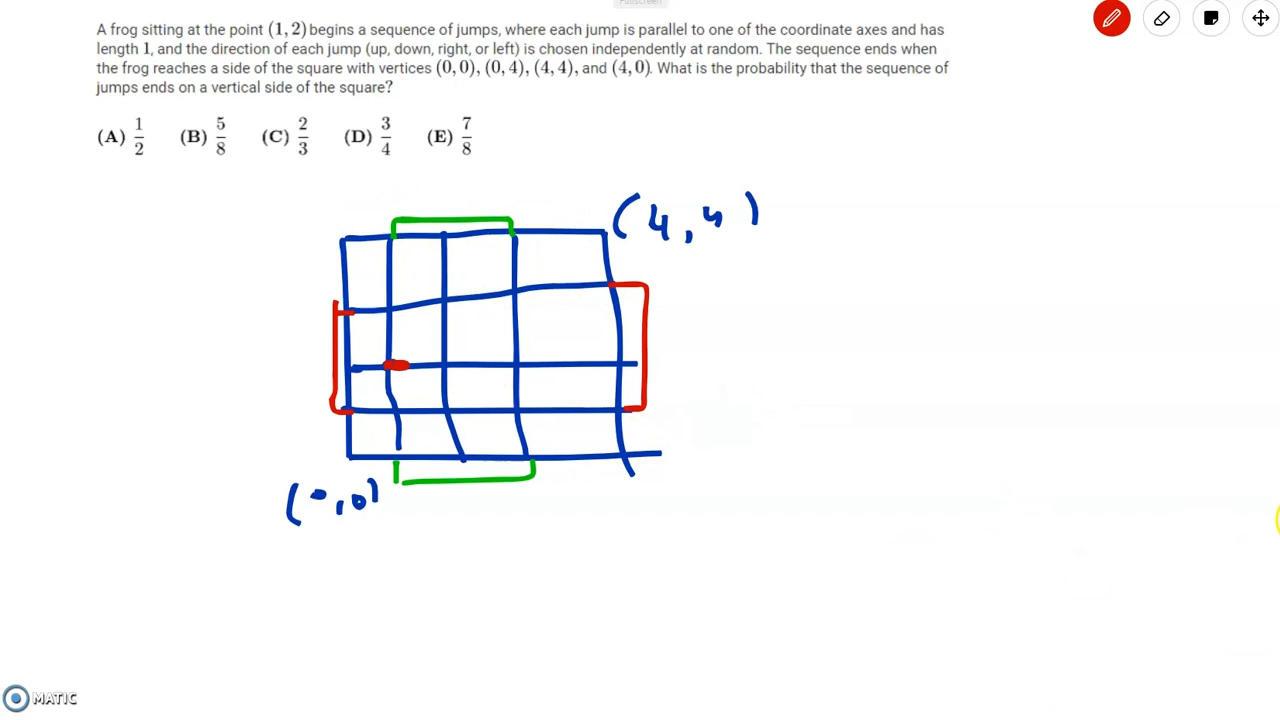 Fullscreen
A frog sitting at the point (1, 2) begins a sequence of jumps, where each jump is parallel to one of the coordinate axes and has
length 1, and the direction of each jump (up, down, right, or left) is chosen independently at random. The sequence ends when
the frog reaches a side of the square with vertices (0, 0), (0, 4), (4, 4), and (4, 0). What is the probability that the sequence of
jumps ends on a vertical side of the square?
(A) 1/2 (B) 5/8 (C) 2/3 (D) 3/4 (E) 7/8
(4,4)
(0,0)
MATIC